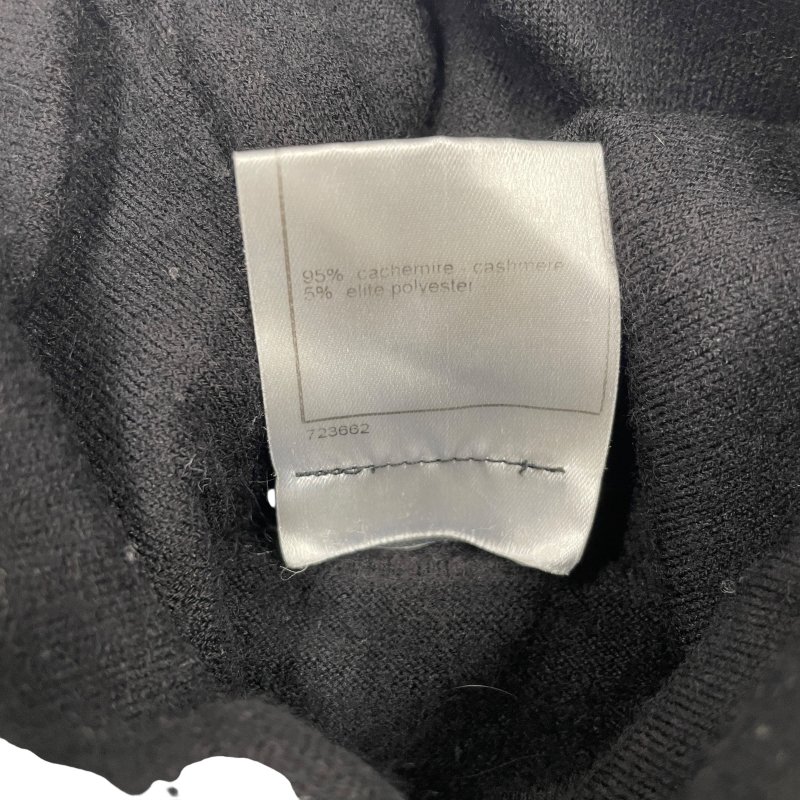 95% cachemire - cashmere
5% elite polyester
723662